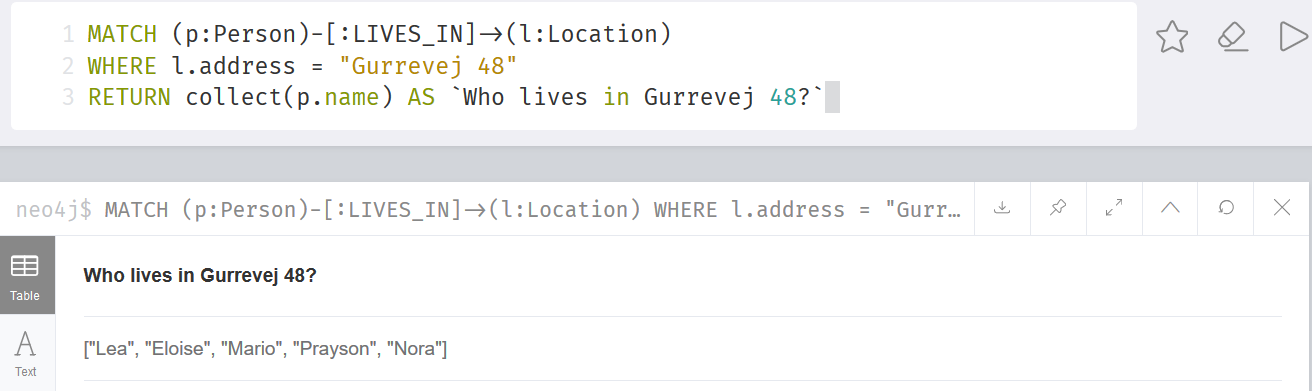 1 MATCH (p:Person)-[:LIVES_IN]→(l:Location)
2 WHERE l.address = "Gurrevej 48"
3 RETURN collect(p.name) AS `Who lives in Gurrevej 48?`
neo4j$ MATCH (p:Person)-[:LIVES_IN]→(l:Location) WHERE l.address = "Gurr…
Table
Who lives in Gurrevej 48?
["Lea", "Eloise", "Mario", "Prayson", "Nora"]
A
Text